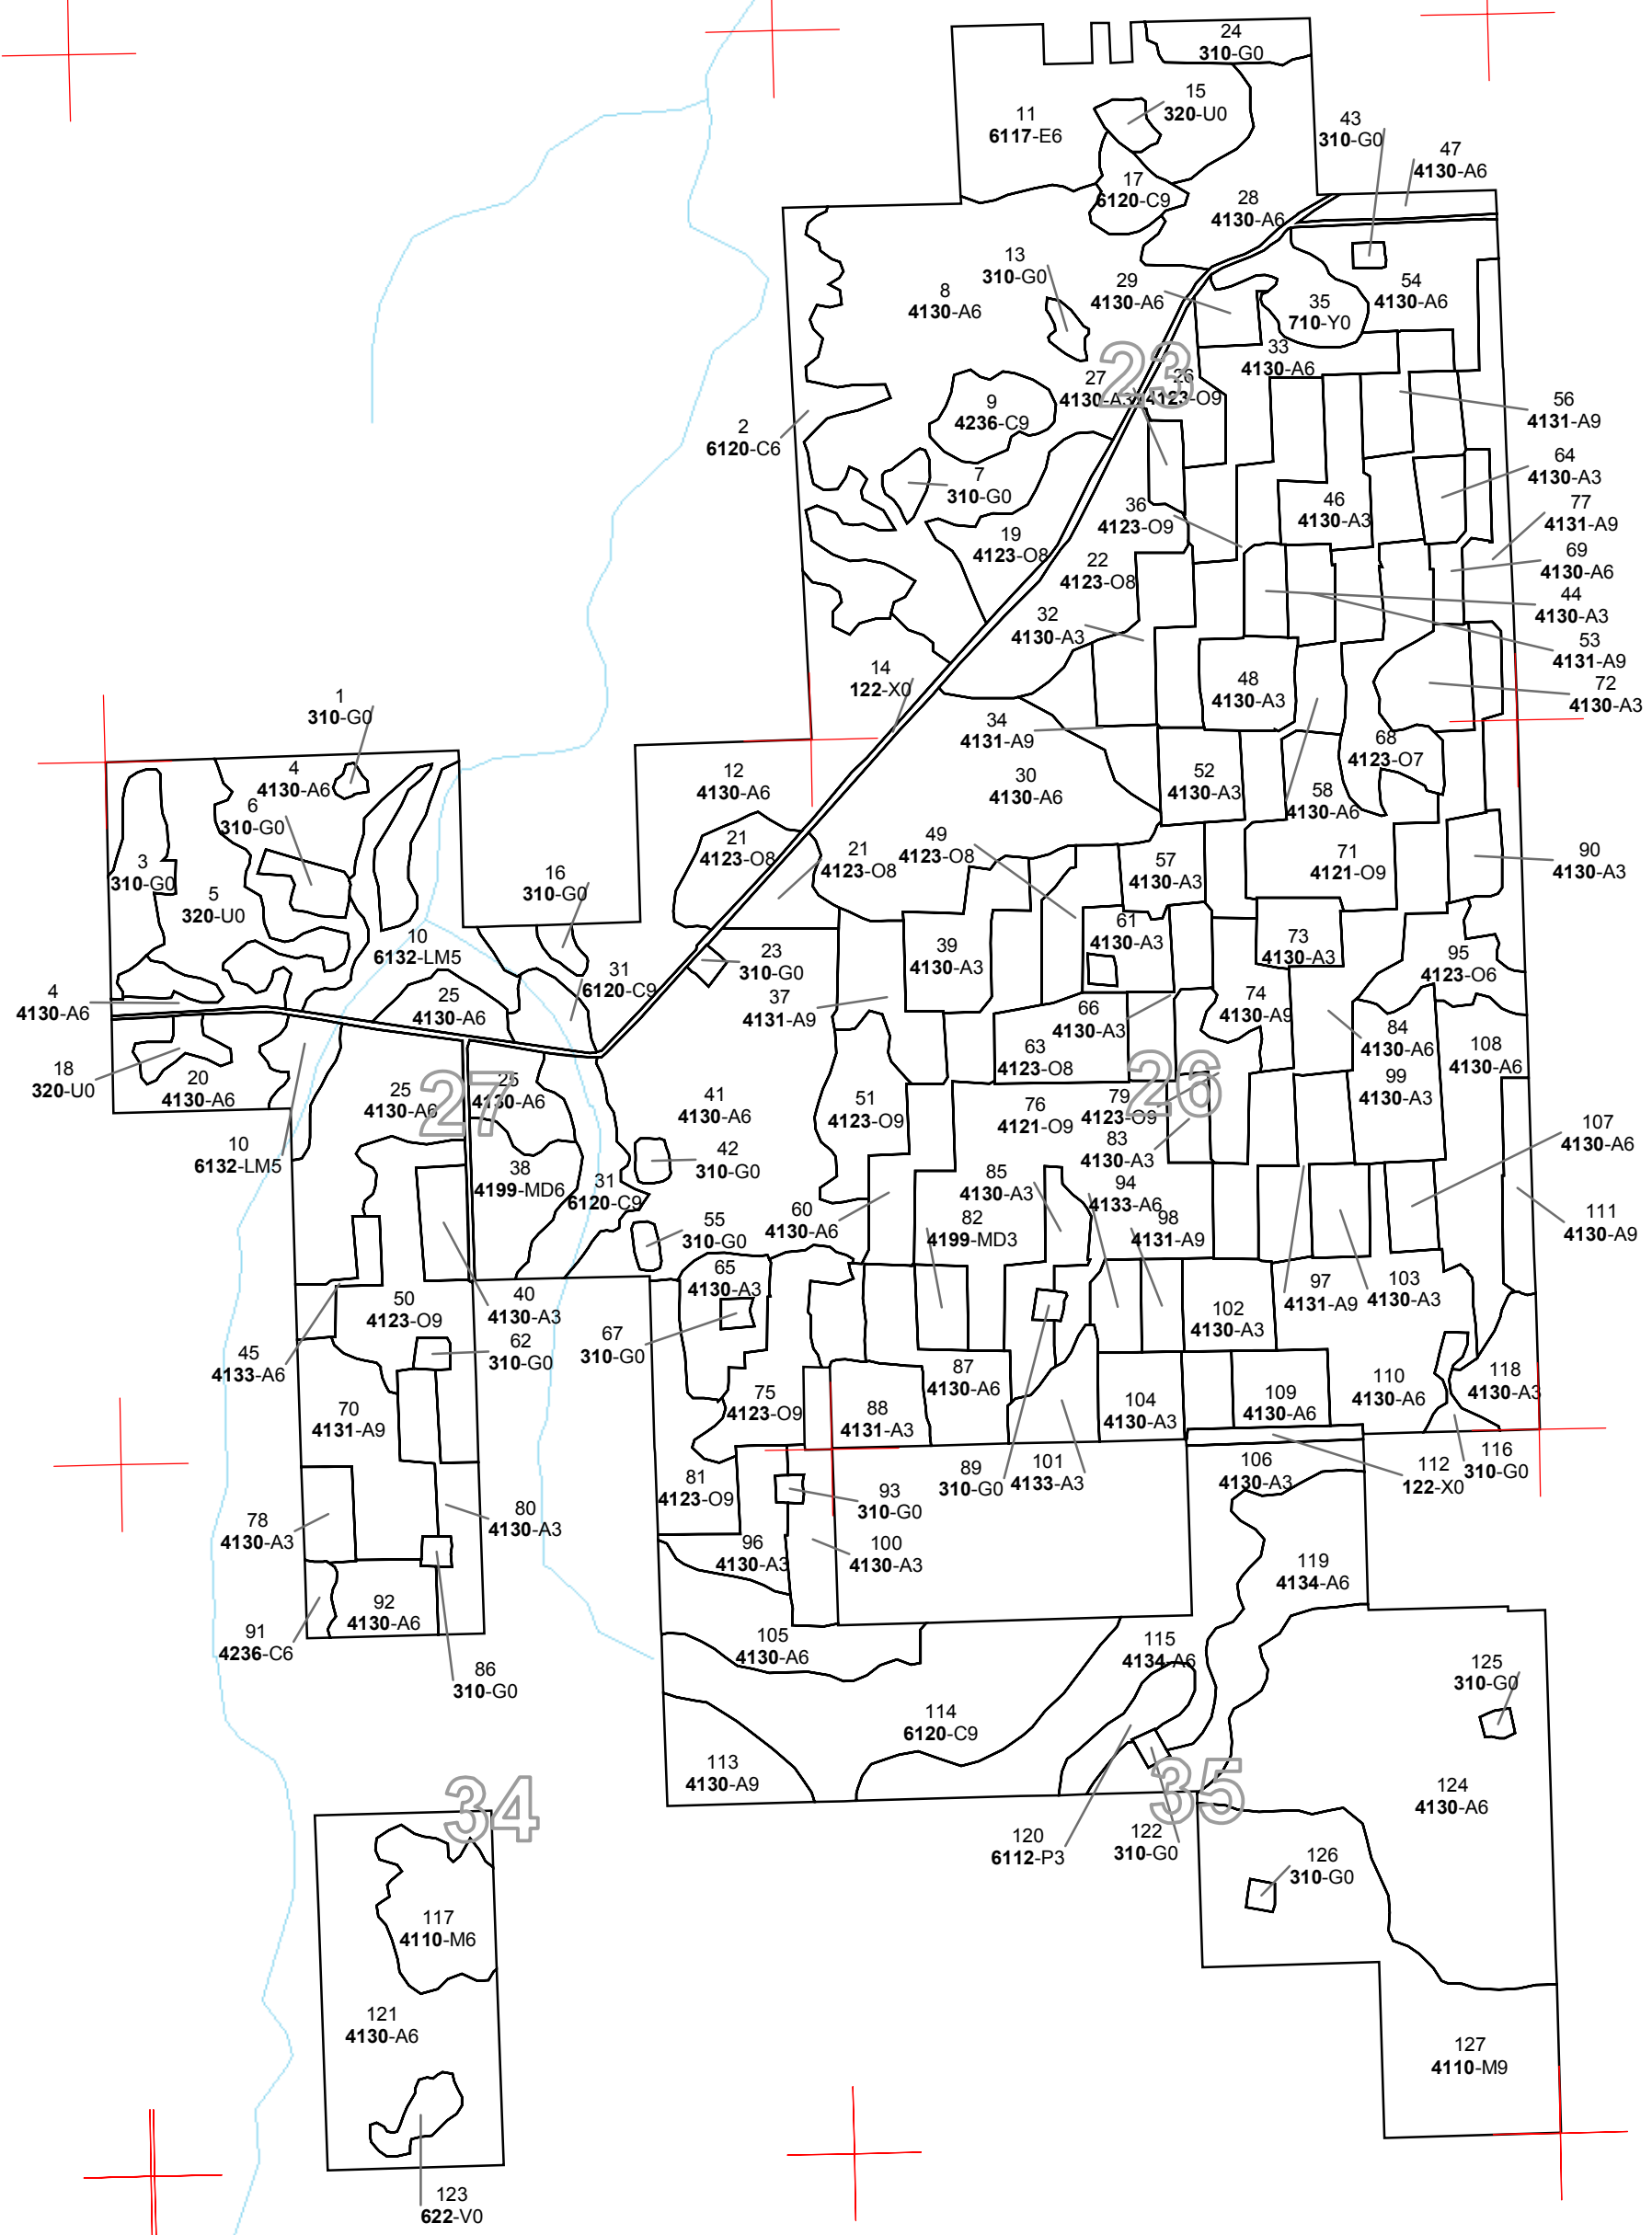 24
310-G0
15
320-U0
11
6117-E6
43
310-G0
47
4130-A6
17
6120-C9
28
4130-A6
13
310-G0
8
4130-A6
29
4130-A6
54
4130-A6
35
710-Y0
33
4130-A6
23
27
4130-A3
26
4123-O9
9
4236-C9
2
6120-C6
56
4131-A9
7
310-G0
64
4130-A3
36
4123-O9
46
4130-A3
77
4131-A9
19
4123-O8
22
4123-O8
69
4130-A6
44
4130-A3
32
4130-A3
53
4131-A9
14
122-X0
48
4130-A3
72
4130-A3
1
310-G0
34
4131-A9
68
4123-O7
4
4130-A6
12
4130-A6
30
4130-A6
52
4130-A3
58
4130-A6
6
310-G0
21
4123-O8
21
4123-O8
49
4123-O8
57
4130-A3
71
4121-O9
90
4130-A3
3
310-G0
5
320-U0
16
310-G0
61
4130-A3
73
4130-A3
10
6132-LM5
23
310-G0
39
4130-A3
95
4123-O6
31
6120-C9
4
4130-A6
25
4130-A6
37
4131-A9
66
4130-A3
74
4130-A9
84
4130-A6
108
4130-A6
63
4123-O8
18
320-U0
20
4130-A6
27
25
4130-A6
25
4130-A6
26
41
4130-A6
51
4123-O9
76
4121-O9
79
4123-O9
99
4130-A3
107
4130-A6
10
6132-LM5
42
310-G0
83
4130-A3
38
4199-MD6
31
6120-C9
85
4130-A3
94
4133-A6
60
4130-A6
82
4199-MD3
98
4131-A9
111
4130-A9
55
310-G0
65
4130-A3
97
4131-A9
103
4130-A3
50
4123-O9
40
4130-A3
102
4130-A3
67
310-G0
62
310-G0
45
4133-A6
87
4130-A6
118
4130-A3
110
4130-A6
75
4123-O9
88
4131-A3
104
4130-A3
109
4130-A6
70
4131-A9
116
310-G0
81
4123-O9
93
310-G0
89
310-G0
101
4133-A3
106
4130-A3
112
122-X0
78
4130-A3
80
4130-A3
96
4130-A3
100
4130-A3
119
4134-A6
92
4130-A6
91
4236-C6
105
4130-A6
115
4134-A6
86
310-G0
125
310-G0
114
6120-C9
113
4130-A9
34
35
124
4130-A6
120
6112-P3
122
310-G0
126
310-G0
117
4110-M6
121
4130-A6
127
4110-M9
123
622-V0